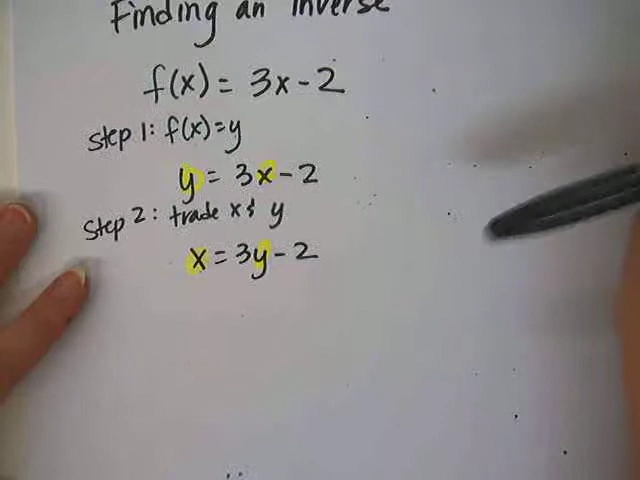 Finding an inverse
f(x) = 3x - 2
Step 1: f(x) = y
y = 3x - 2
Step 2: trade x & y
x = 3y - 2